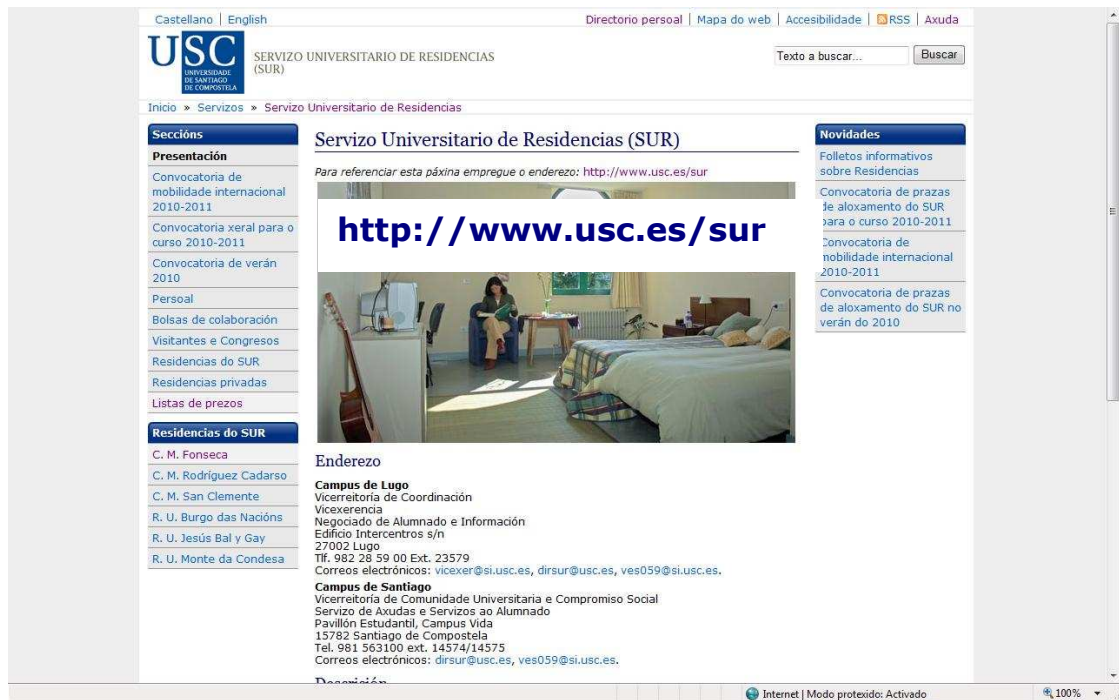 Castellano | English
Directorio persoal | Mapa do web | Accesibilidade | RSS | Axuda
USC
UNIVERSIDADE
DE SANTIAGO
DE COMPOSTELA
SERVIZO UNIVERSITARIO DE RESIDENCIAS
(SUR)
Texto a buscar...
Buscar
Inicio » Servizos » Servizo Universitario de Residencias
Seccións
Presentación
Convocatoria de
mobilidade internacional
2010-2011
Convocatoria xeral para o
curso 2010-2011
Convocatoria de verán
2010
Persoal
Bolsas de colaboración
Visitantes e Congresos
Residencias do SUR
Residencias privadas
Listas de prezos
Residencias do SUR
C. M. Fonseca
C. M. Rodríguez Cadarso
C. M. San Clemente
R. U. Burgo das Nacións
R. U. Jesús Bal y Gay
R. U. Monte da Condesa
Servizo Universitario de Residencias (SUR)
Para referenciar esta páxina empregue o enderezo: http://www.usc.es/sur
http://www.usc.es/sur
Enderezo
Campus de Lugo
Vicerreitoría de Coordinación
Vicexerencia
Negociado de Alumnado e Información
Edificio Intercentros s/n
27002 Lugo
Tlf. 982 28 59 00 Ext. 23579
Correos electrónicos: vicexer@si.usc.es, dirsur@usc.es, ves059@si.usc.es.
Campus de Santiago
Vicerreitoría de Comunidade Universitaria e Compromiso Social
Servizo de Axudas e Servizos ao Alumnado
Pavillón Estudantil, Campus Vida
15782 Santiago de Compostela
Tel. 981 563100 ext. 14574/14575
Correos electrónicos: dirsur@usc.es, ves059@si.usc.es.
Descrición
Novidades
Folletos informativos
sobre Residencias
Convocatoria de prazas
de aloxamento do SUR
para o curso 2010-2011
Convocatoria de
mobilidade internacional
2010-2011
Convocatoria de prazas
de aloxamento do SUR no
verán do 2010
Internet | Modo protexido: Activado
100%